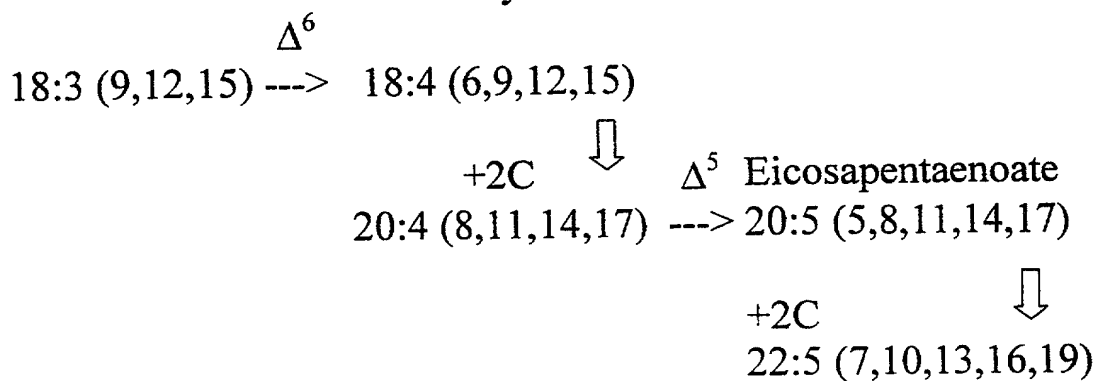 Δ⁶
18:3 (9,12,15) ---> 18:4 (6,9,12,15)
+2C Δ⁵ Eicosapentaenoate
20:4 (8,11,14,17) ---> 20:5 (5,8,11,14,17)
+2C
22:5 (7,10,13,16,19)